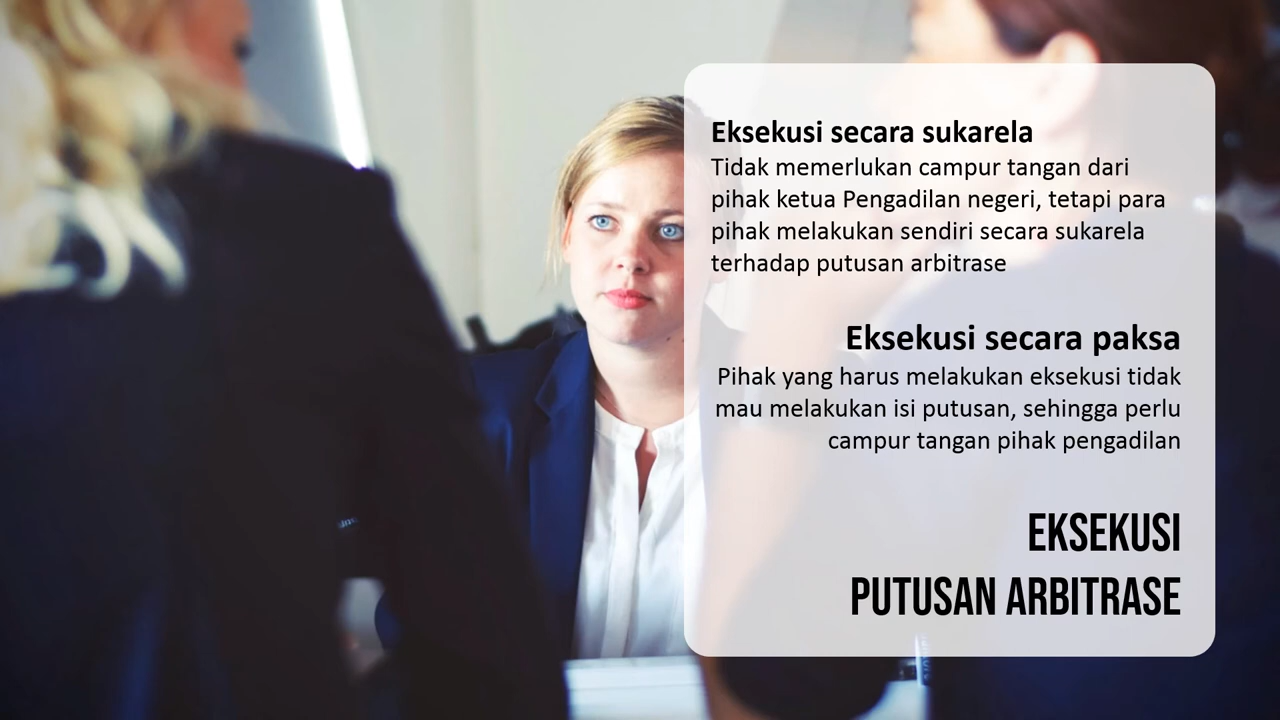 Eksekusi secara sukarela
Tidak memerlukan campur tangan dari
pihak ketua Pengadilan negeri, tetapi para
pihak melakukan sendiri secara sukarela
terhadap putusan arbitrase
Eksekusi secara paksa
Pihak yang harus melakukan eksekusi tidak
mau melakukan isi putusan, sehingga perlu
campur tangan pihak pengadilan
EKSEKUSI
PUTUSAN ARBITRASE